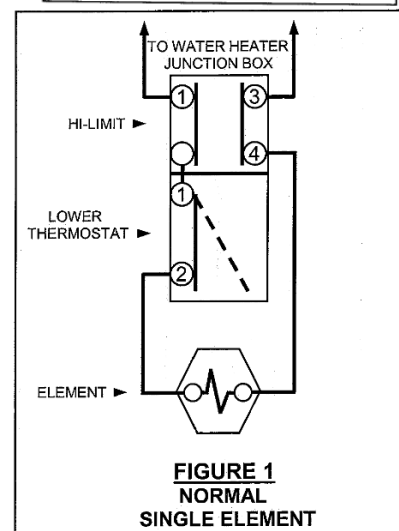 TO WATER HEATER
JUNCTION BOX
1 3
HI-LIMIT
4
1
LOWER
THERMOSTAT
2
ELEMENT
FIGURE 1
NORMAL
SINGLE ELEMENT